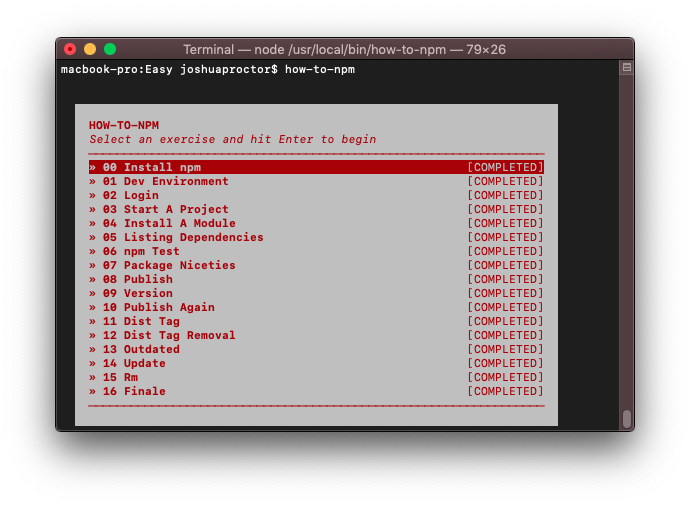 Terminal — node /usr/local/bin/how-to-npm — 79×26
macbook-pro:Easy joshuaproctor$ how-to-npm
HOW-TO-NPM
Select an exercise and hit Enter to begin
» 00 Install npm [COMPLETED]
» 01 Dev Environment [COMPLETED]
» 02 Login [COMPLETED]
» 03 Start A Project [COMPLETED]
» 04 Install A Module [COMPLETED]
» 05 Listing Dependencies [COMPLETED]
» 06 npm Test [COMPLETED]
» 07 Package Niceties [COMPLETED]
» 08 Publish [COMPLETED]
» 09 Version [COMPLETED]
» 10 Publish Again [COMPLETED]
» 11 Dist Tag [COMPLETED]
» 12 Dist Tag Removal [COMPLETED]
» 13 Outdated [COMPLETED]
» 14 Update [COMPLETED]
» 15 Rm [COMPLETED]
» 16 Finale [COMPLETED]